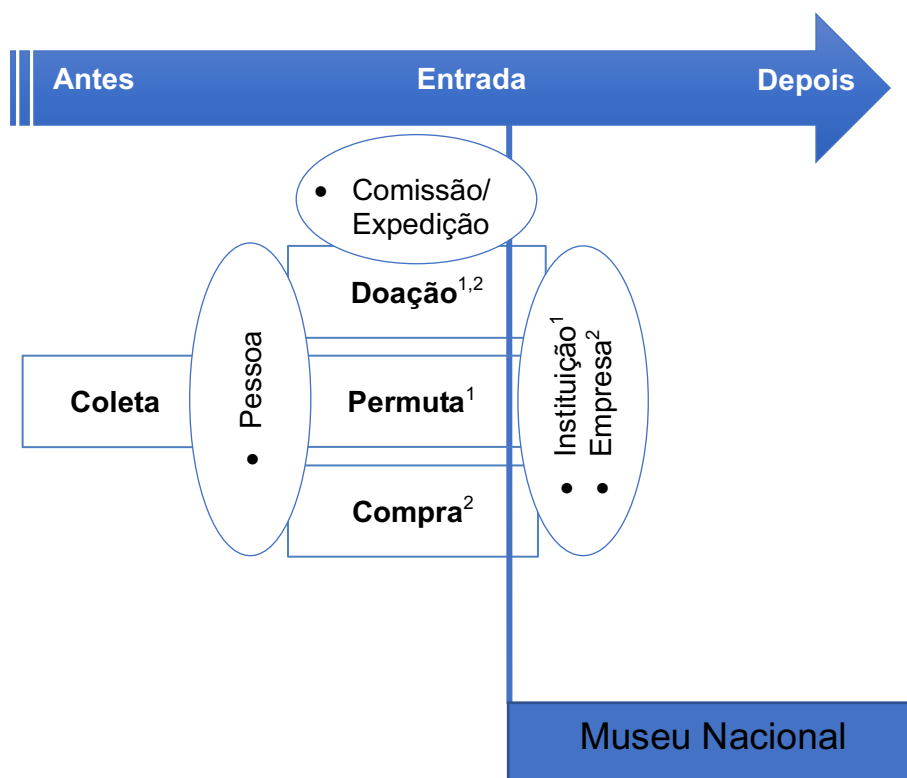 Antes Entrada Depois
• Comissão/
Expedição
Doação1,2
• Pessoa
• Instituição1
• Empresa2
Coleta
Permuta1
Compra2
Museu Nacional